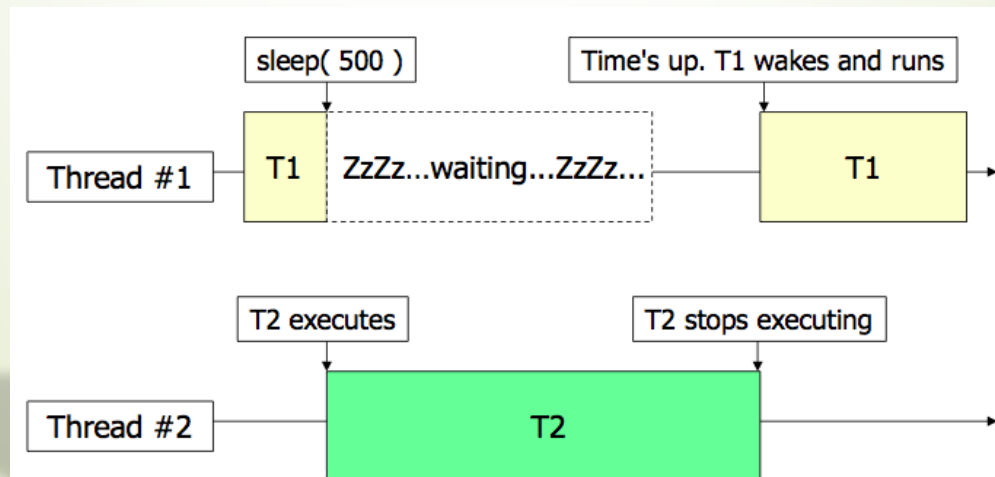 sleep( 500 )
Time's up. T1 wakes and runs
Thread #1
T1
ZzZz...waiting...ZzZz...
T1
T2 executes
T2 stops executing
Thread #2
T2